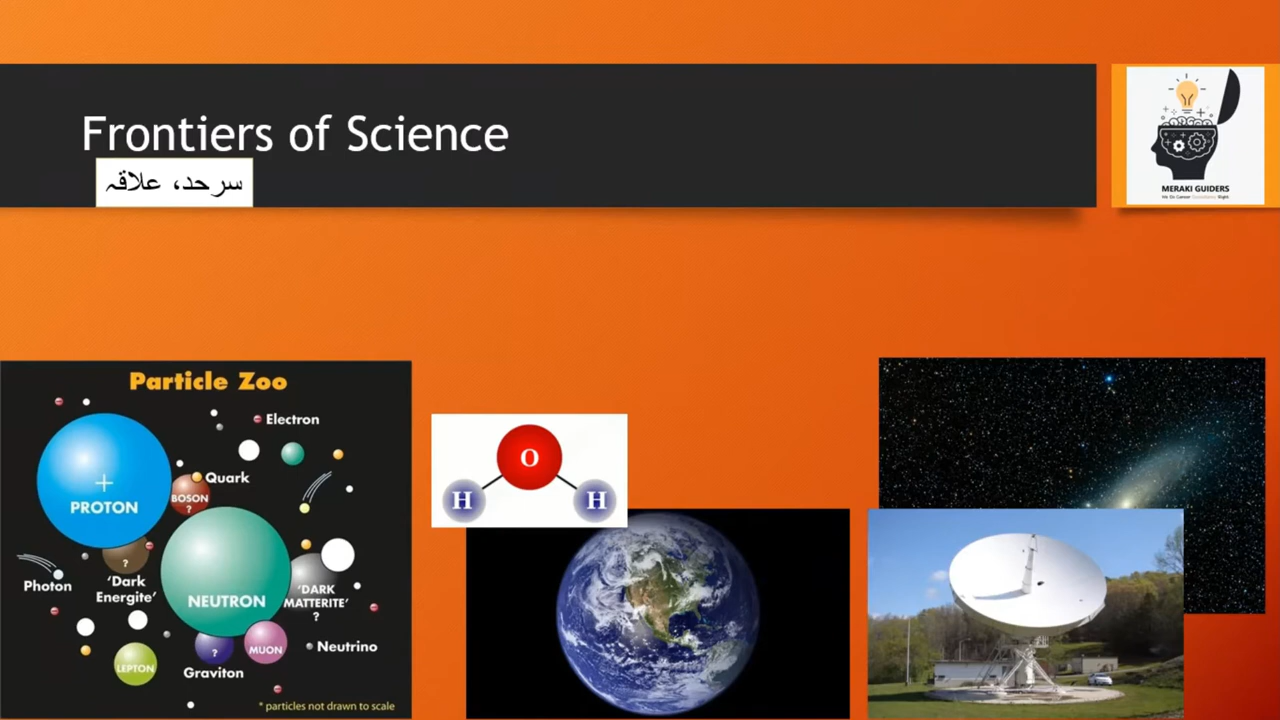 Frontiers of Science
سرحد، علاقہ
MERAKI GUIDERS
Particle Zoo
Electron
Quark
+
PROTON
BOSON
?
?
Photon
'Dark
Energite'
NEUTRON
'DARK
MATTERITE'
?
?
MUON
Neutrino
LEPTON
Graviton
* particles not drawn to scale
O
H
H